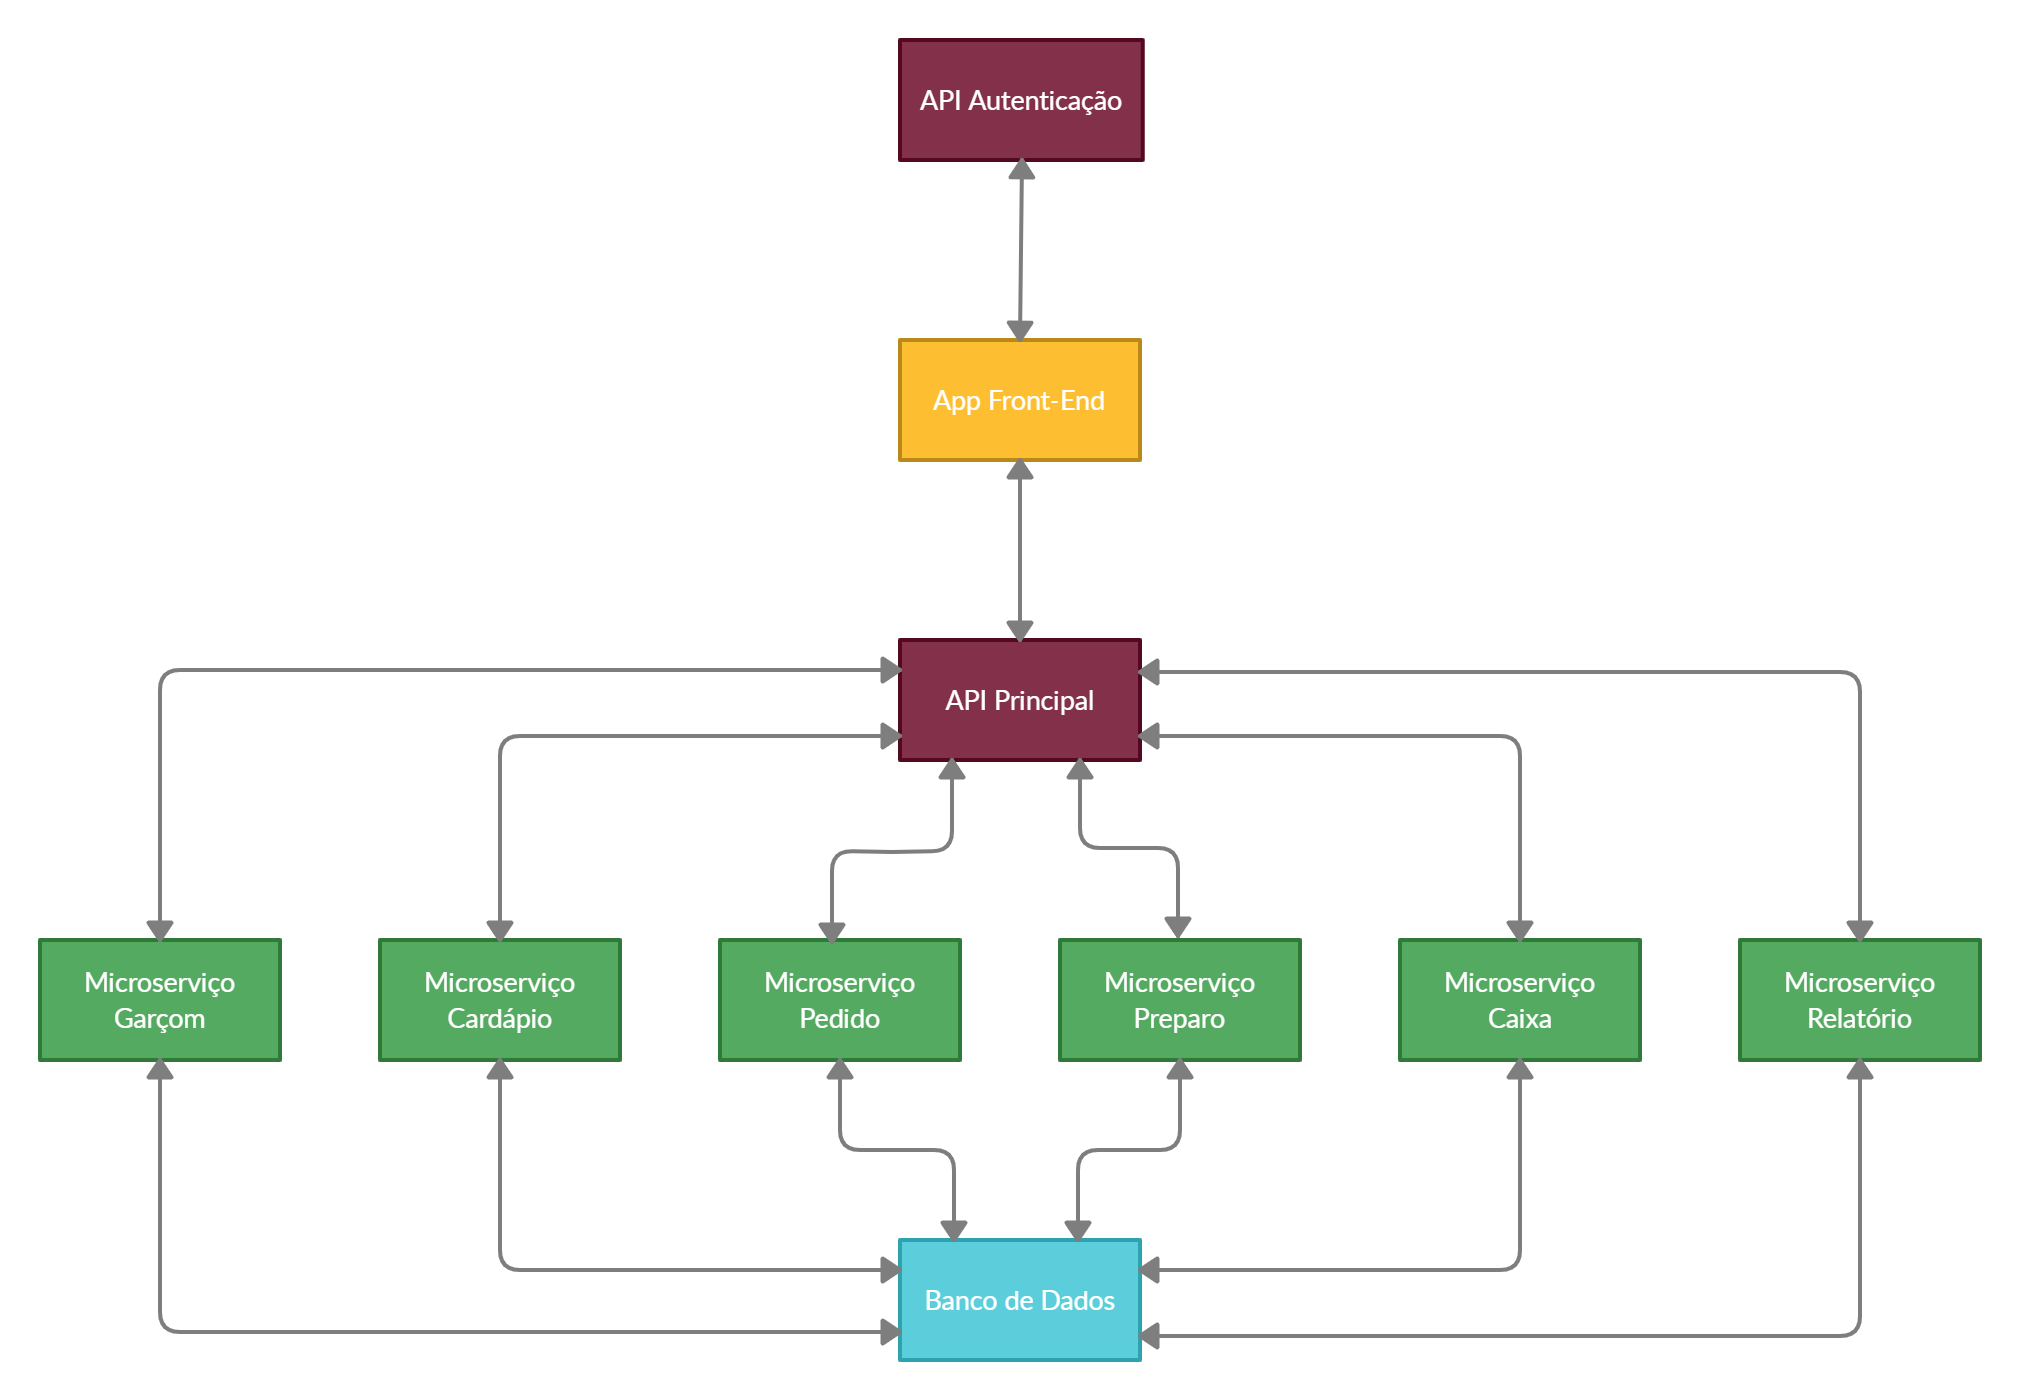 API Autenticação
App Front-End
API Principal
Microserviço
Garçom
Microserviço
Cardápio
Microserviço
Pedido
Microserviço
Preparo
Microserviço
Caixa
Microserviço
Relatório
Banco de Dados